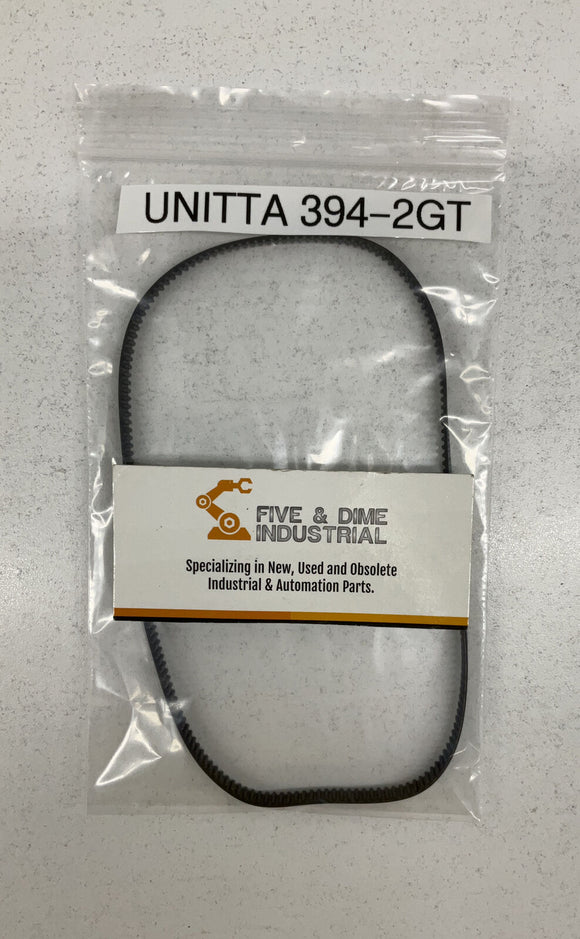 UNITTA 394-2GT
FIVE & DIME
INDUSTRIAL
Specializing in New, Used and Obsolete
Industrial & Automation Parts.